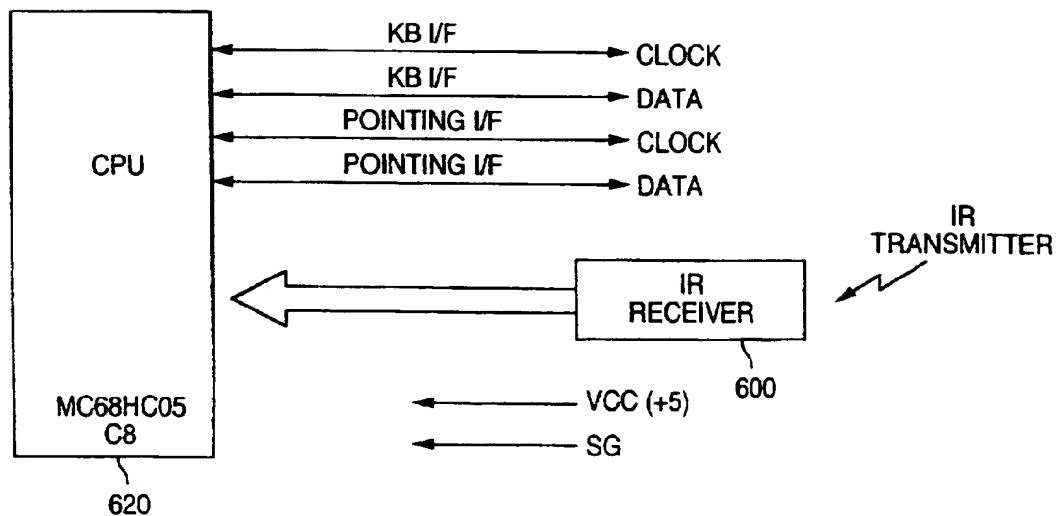 KB I/F
CLOCK
KB I/F
DATA
POINTING I/F
CLOCK
CPU
POINTING I/F
DATA
IR
TRANSMITTER
IR
RECEIVER
600
VCC (+5)
MC68HC05
C8
SG
620